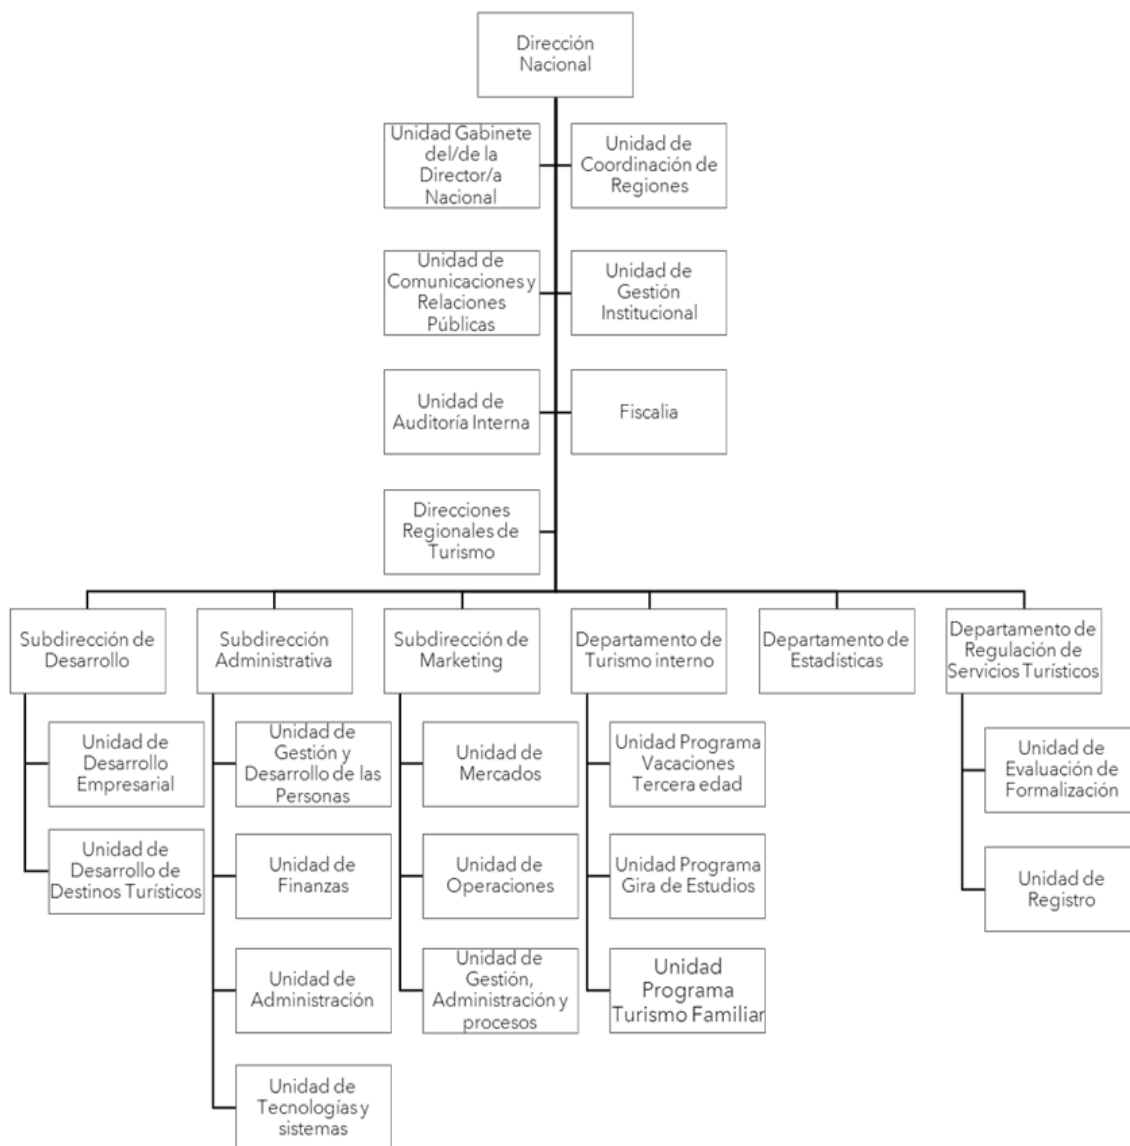 Dirección
Nacional
Unidad Gabinete
del/de la
Director/a
Nacional
Unidad de
Coordinación de
Regiones
Unidad de
Comunicaciones y
Relaciones
Públicas
Unidad de
Gestión
Institucional
Unidad de
Auditoría Interna
Fiscalia
Direcciones
Regionales de
Turismo
Subdirección de
Desarrollo
Subdirección
Administrativa
Subdirección de
Marketing
Departamento de
Turismo interno
Departamento de
Estadísticas
Departamento de
Regulación de
Servicios Turísticos
Unidad de
Desarrollo
Empresarial
Unidad de
Desarrollo de
Destinos Turísticos
Unidad de
Gestión y
Desarrollo de las
Personas
Unidad de
Finanzas
Unidad de
Administración
Unidad de
Tecnologías y
sistemas
Unidad de
Mercados
Unidad de
Operaciones
Unidad de
Gestión,
Administración y
procesos
Unidad Programa
Vacaciones
Tercera edad
Unidad Programa
Gira de Estudios
Unidad
Programa
Turismo Familiar
Unidad de
Evaluación de
Formalización
Unidad de
Registro